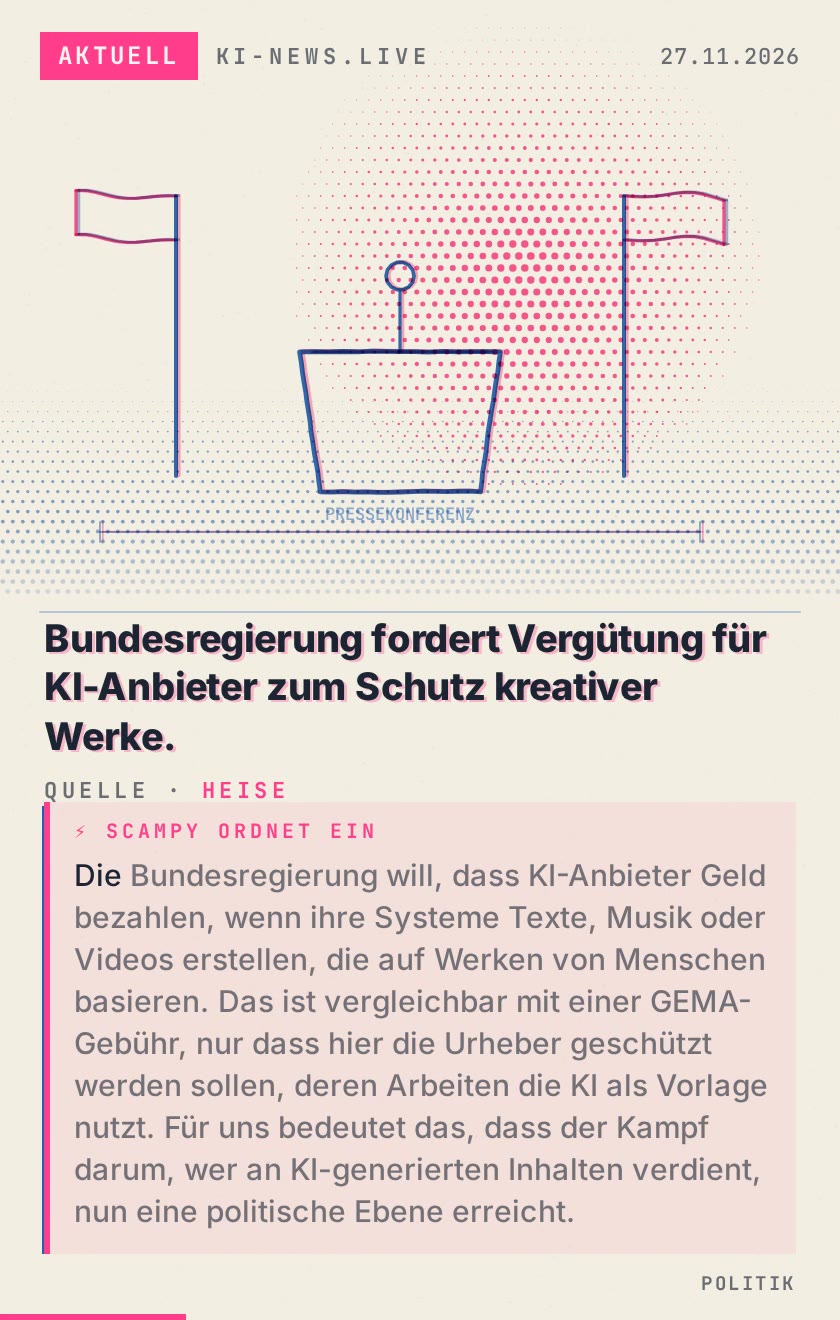 AKTUELL KI-NEWS.LIVE 27.11.2026
PRESSEKONFERENZ
Bundesregierung fordert Vergütung für
KI-Anbieter zum Schutz kreativer
Werke.
QUELLE · HEISE
⚡ SCAMPY ORDNET EIN
Die Bundesregierung will, dass KI-Anbieter Geld
bezahlen, wenn ihre Systeme Texte, Musik oder
Videos erstellen, die auf Werken von Menschen
basieren. Das ist vergleichbar mit einer GEMA-
Gebühr, nur dass hier die Urheber geschützt
werden sollen, deren Arbeiten die KI als Vorlage
nutzt. Für uns bedeutet das, dass der Kampf
darum, wer an KI-generierten Inhalten verdient,
nun eine politische Ebene erreicht.
POLITIK